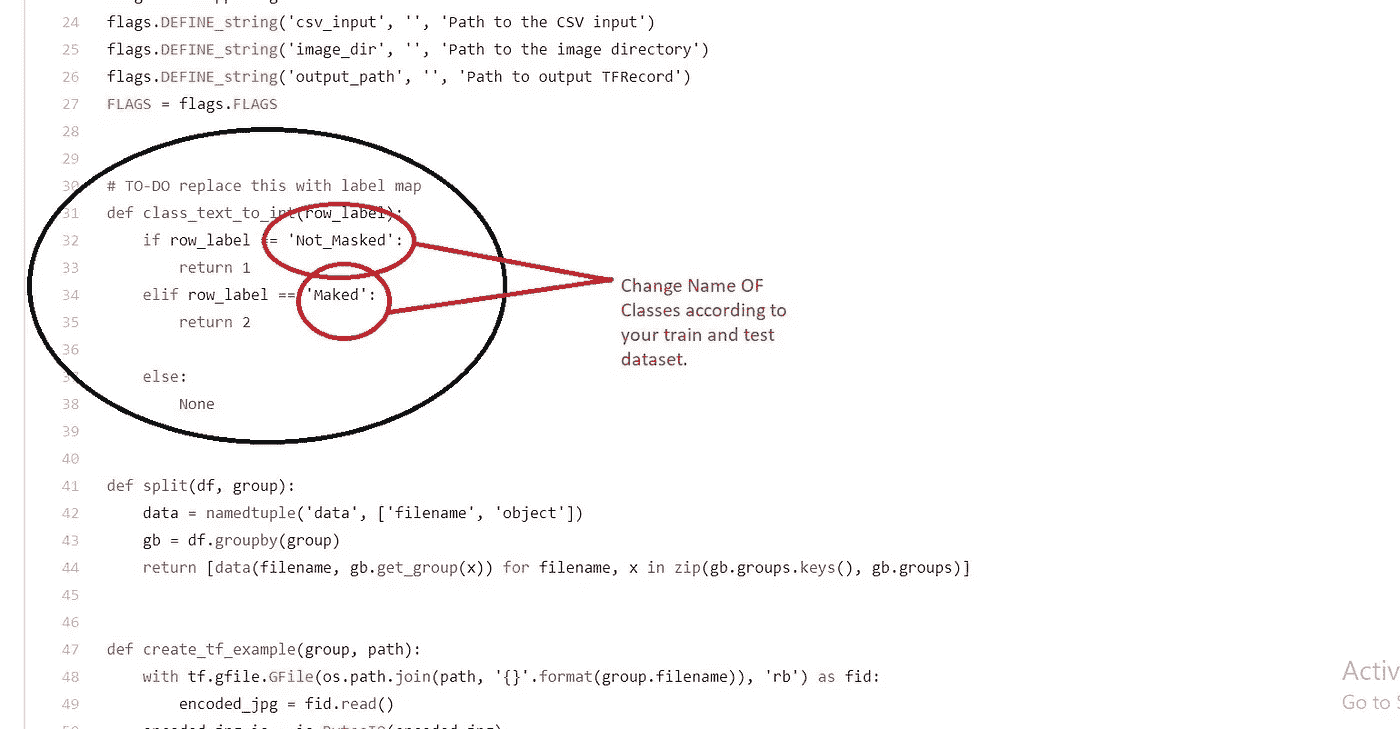 24 flags.DEFINE_string('csv_input', '', 'Path to the CSV input')
25 flags.DEFINE_string('image_dir', '', 'Path to the image directory')
26 flags.DEFINE_string('output_path', '', 'Path to output TFRecord')
27 FLAGS = flags.FLAGS
28
29
30 # TO-DO replace this with label map
31 def class_text_to_int(row_label):
32 if row_label == 'Not_Masked':
33 return 1
34 elif row_label == 'Maked':
35 return 2
36
37 else:
38 None
39
40
41 def split(df, group):
42 data = namedtuple('data', ['filename', 'object'])
43 gb = df.groupby(group)
44 return [data(filename, gb.get_group(x)) for filename, x in zip(gb.groups.keys(), gb.groups)]
45
46
47 def create_tf_example(group, path):
48 with tf.gfile.GFile(os.path.join(path, '{}'.format(group.filename)), 'rb') as fid:
49 encoded_jpg = fid.read()
Change Name OF
Classes according to
your train and test
dataset.
Activ
Go to